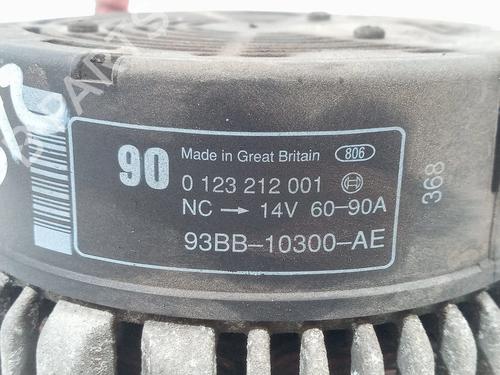 90
Made in Great Britain 806
0 123 212 001
NC → 14V 60-90A
93BB-10300-AE
368